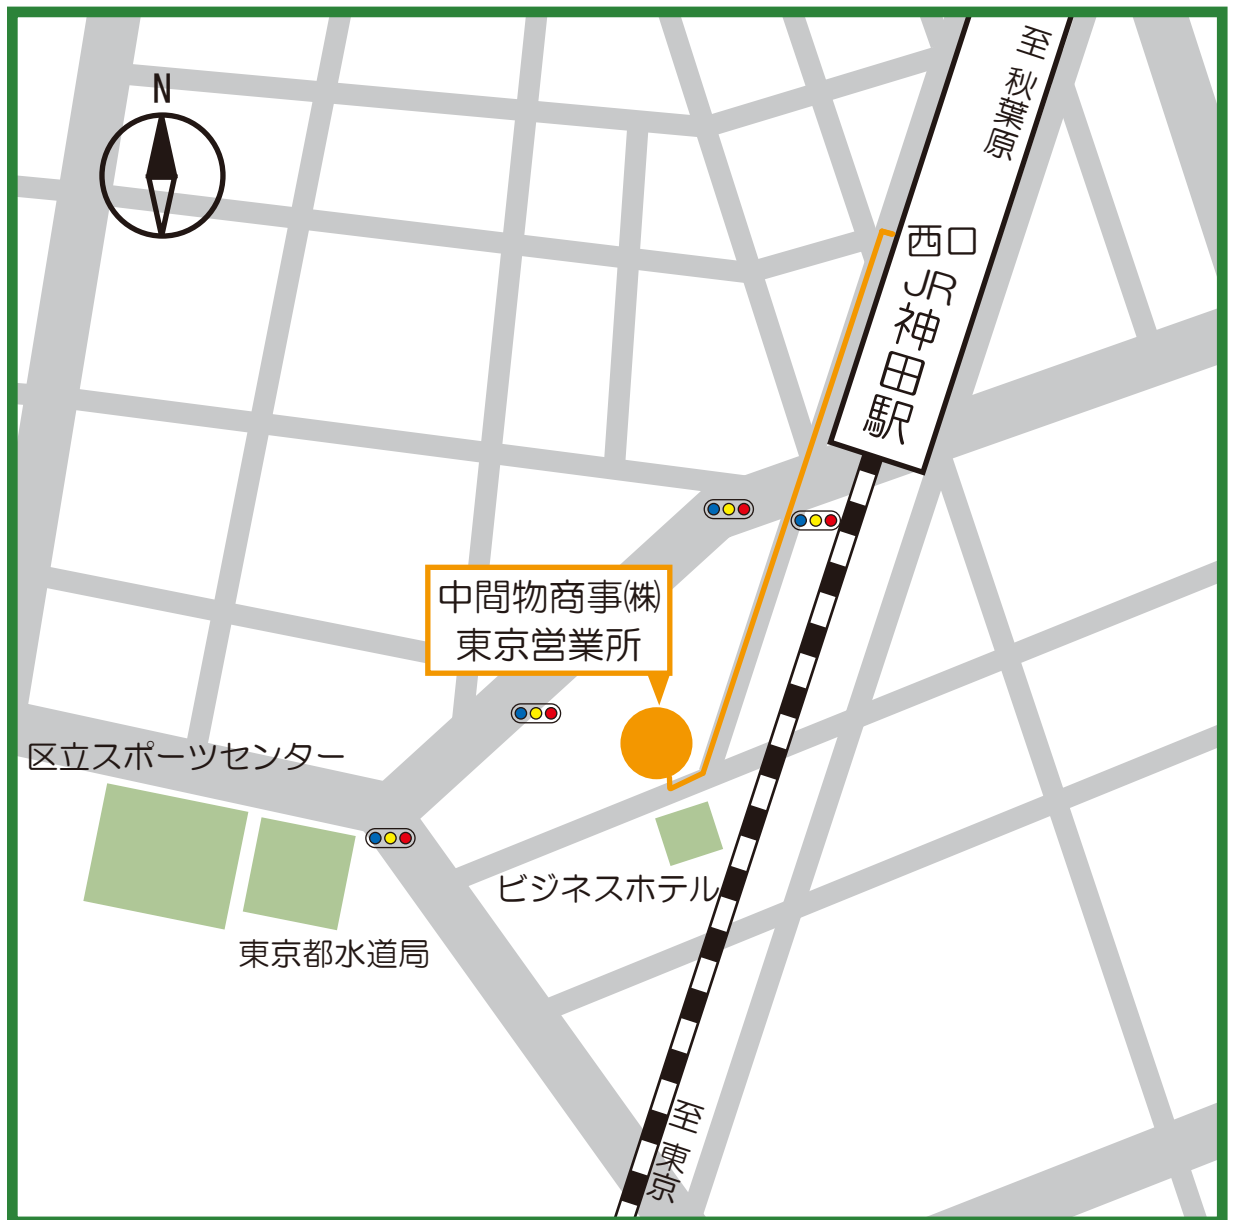 至 秋葉原
N
西口
JR神田駅
中間物商事㈱
東京営業所
区立スポーツセンター
ビジネスホテル
東京都水道局
至 東京